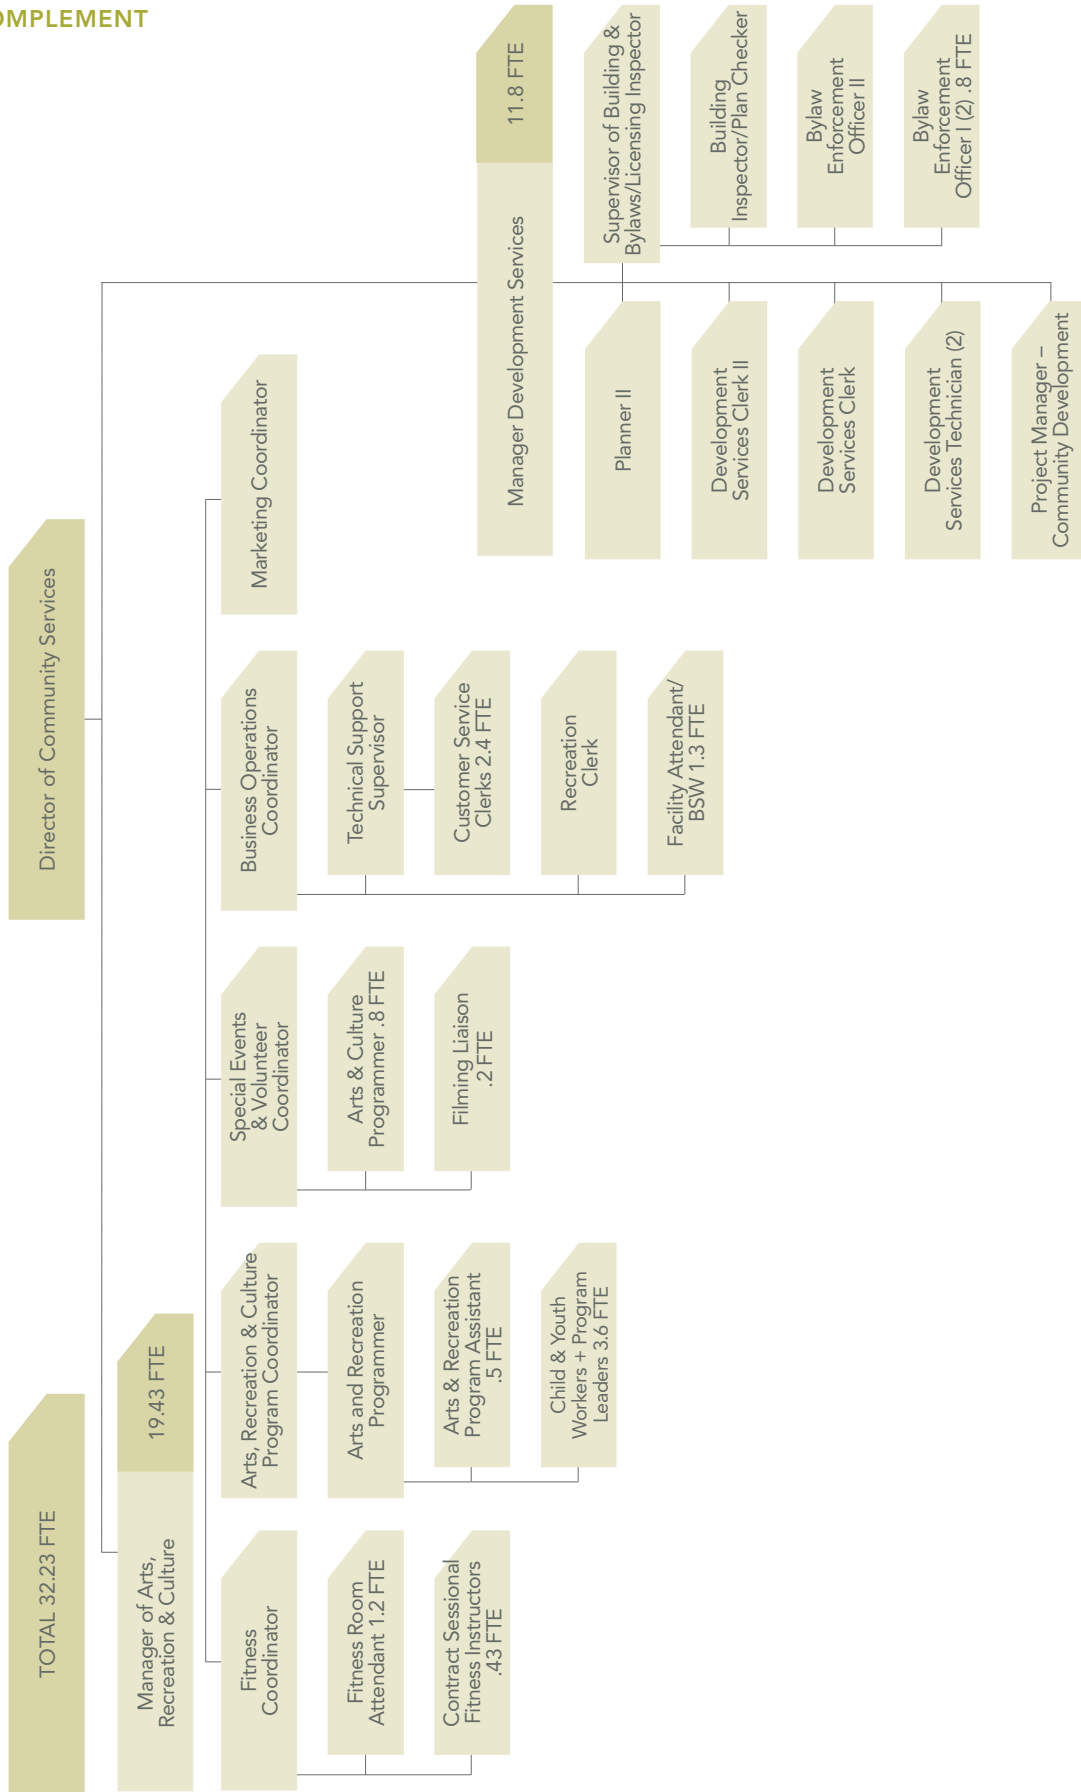 OMPLEMENT
TOTAL 32.23 FTE
Director of Community Services
Manager of Arts,
Recreation & Culture
19.43 FTE
Fitness
Coordinator
Fitness Room
Attendant 1.2 FTE
Contract Sessional
Fitness Instructors
.43 FTE
Arts, Recreation & Culture
Program Coordinator
Arts and Recreation
Programmer
Arts & Recreation
Program Assistant
.5 FTE
Child & Youth
Workers + Program
Leaders 3.6 FTE
Special Events
& Volunteer
Coordinator
Arts & Culture
Programmer .8 FTE
Filming Liaison
.2 FTE
Business Operations
Coordinator
Technical Support
Supervisor
Customer Service
Clerks 2.4 FTE
Recreation
Clerk
Facility Attendant/
BSW 1.3 FTE
Marketing Coordinator
Manager Development Services
11.8 FTE
Planner II
Development
Services Clerk II
Development
Services Clerk
Development
Services Technician (2)
Project Manager –
Community Development
Supervisor of Building &
Bylaws/Licensing Inspector
Building
Inspector/Plan Checker
Bylaw
Enforcement
Officer II
Bylaw
Enforcement
Officer I (2) .8 FTE